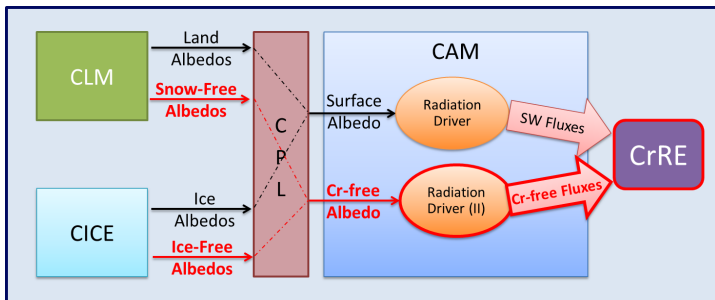 CLM
Land
Albedos
Snow-Free
Albedos
CICE
Ice
Albedos
Ice-Free
Albedos
C
P
L
CAM
Surface
Albedo
Radiation
Driver
SW Fluxes
Cr-free
Albedo
Radiation
Driver (II)
Cr-free Fluxes
CrRE